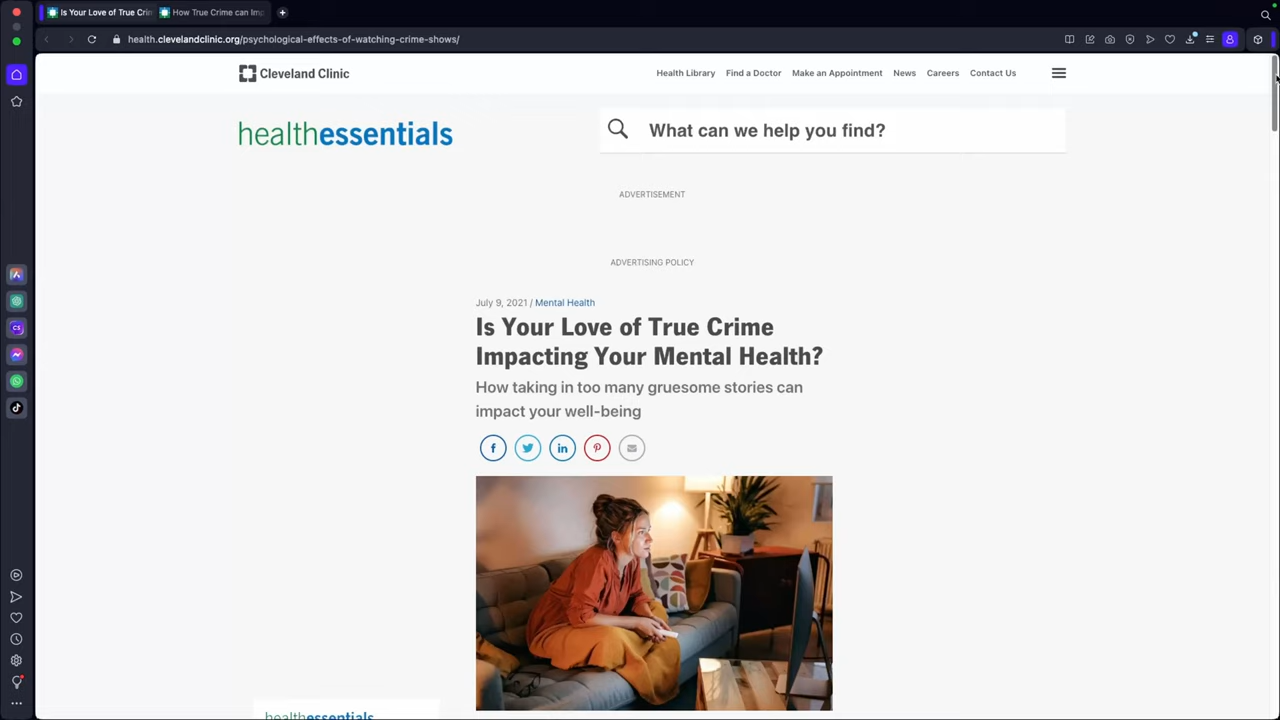 Is Your Love of True Crin
How True Crime can Imp
health.clevelandclinic.org/psychological-effects-of-watching-crime-shows/
Cleveland Clinic
Health Library Find a Doctor Make an Appointment News Careers Contact Us
healthessentials
What can we help you find?
ADVERTISEMENT
ADVERTISING POLICY
July 9, 2021 / Mental Health
Is Your Love of True Crime
Impacting Your Mental Health?
How taking in too many gruesome stories can
impact your well-being
healthessentials